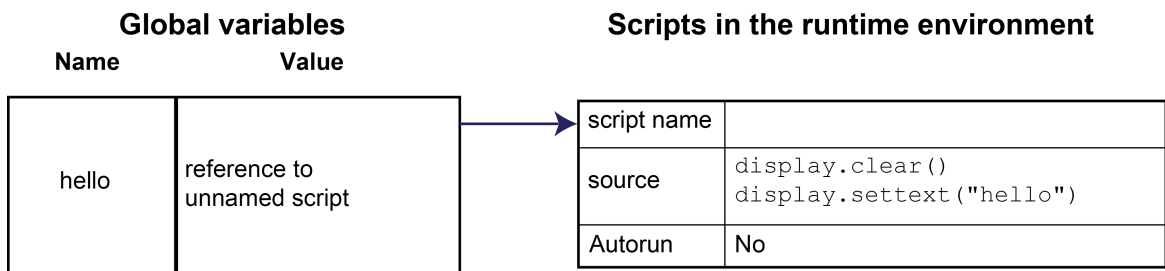 Global variables
Scripts in the runtime environment
Name
Value
script name
hello
reference to
unnamed script
source
display.clear()
display.settext("hello")
Autorun
No